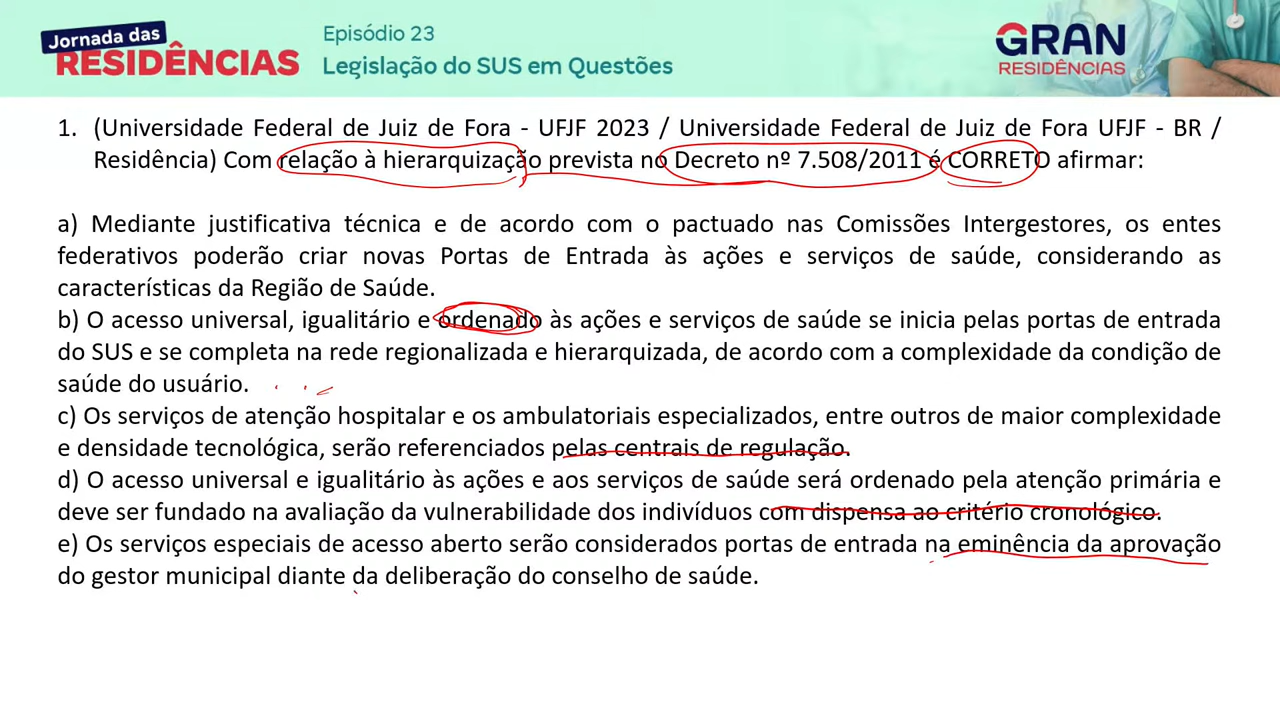 Jornada das
RESIDÊNCIAS
Episódio 23
Legislação do SUS em Questões
GRAN
RESIDÊNCIAS
1. (Universidade Federal de Juiz de Fora - UFJF 2023 / Universidade Federal de Juiz de Fora UFJF - BR /
Residência) Com relação à hierarquização prevista no Decreto nº 7.508/2011 é CORRETO afirmar:
a) Mediante justificativa técnica e de acordo com o pactuado nas Comissões Intergestores, os entes
federativos poderão criar novas Portas de Entrada às ações e serviços de saúde, considerando as
características da Região de Saúde.
b) O acesso universal, igualitário e ordenado às ações e serviços de saúde se inicia pelas portas de entrada
do SUS e se completa na rede regionalizada e hierarquizada, de acordo com a complexidade da condição de
saúde do usuário.
c) Os serviços de atenção hospitalar e os ambulatoriais especializados, entre outros de maior complexidade
e densidade tecnológica, serão referenciados pelas centrais de regulação.
d) O acesso universal e igualitário às ações e aos serviços de saúde será ordenado pela atenção primária e
deve ser fundado na avaliação da vulnerabilidade dos indivíduos com dispensa ao critério cronológico.
e) Os serviços especiais de acesso aberto serão considerados portas de entrada na eminência da aprovação
do gestor municipal diante da deliberação do conselho de saúde.